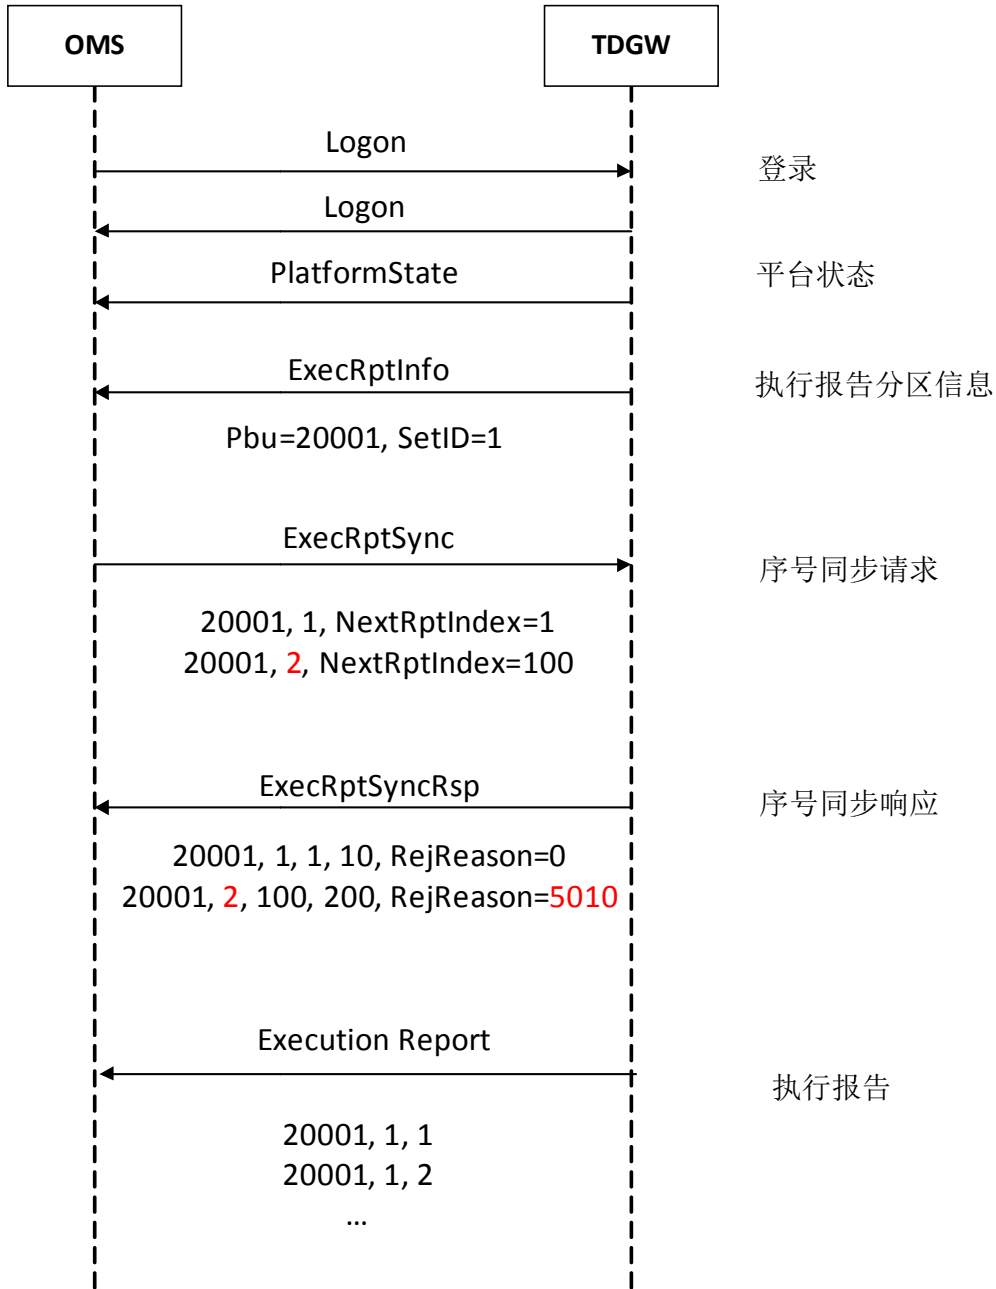 OMS
TDGW
Logon
登录
Logon
PlatformState
平台状态
ExecRptInfo
执行报告分区信息
Pbu=20001, SetID=1
ExecRptSync
序号同步请求
20001, 1, NextRptIndex=1
20001, 2, NextRptIndex=100
ExecRptSyncRsp
序号同步响应
20001, 1, 1, 10, RejReason=0
20001, 2, 100, 200, RejReason=5010
Execution Report
执行报告
20001, 1, 1
20001, 1, 2
...